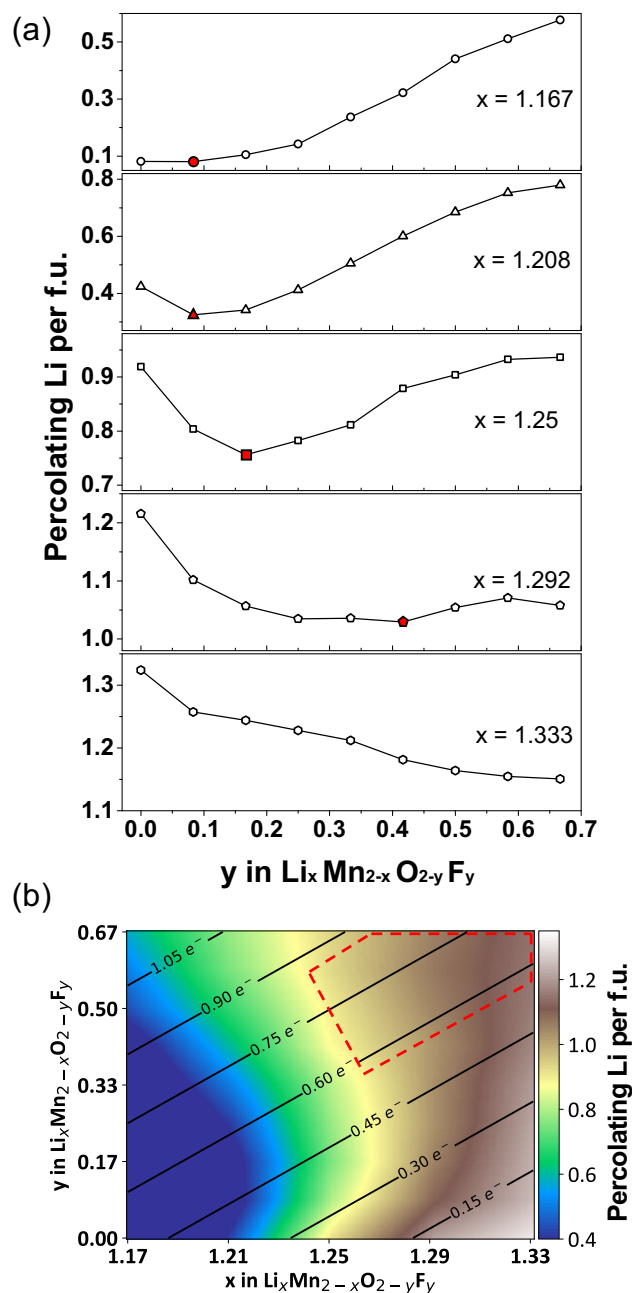 (a)
0.5
0.3
0.1
x = 1.167
0.8
0.6
0.4
x = 1.208
0.9
0.8
0.7
x = 1.25
1.2
1.1
1.0
x = 1.292
1.3
1.2
1.1
x = 1.333
Percolating Li per f.u.
0.0 0.1 0.2 0.3 0.4 0.5 0.6 0.7
y in LiₓMn₂₋ₓO₂₋yFy
(b)
0.67
0.50
0.33
0.17
0.00
y in LiₓMn₂₋ₓO₂₋yFy
1.05 e⁻
0.90 e⁻
0.75 e⁻
0.60 e⁻
0.45 e⁻
0.30 e⁻
0.15 e⁻
1.17 1.21 1.25 1.29 1.33
x in LiₓMn₂₋ₓO₂₋yFy
1.2
1.0
0.8
0.6
0.4
Percolating Li per f.u.